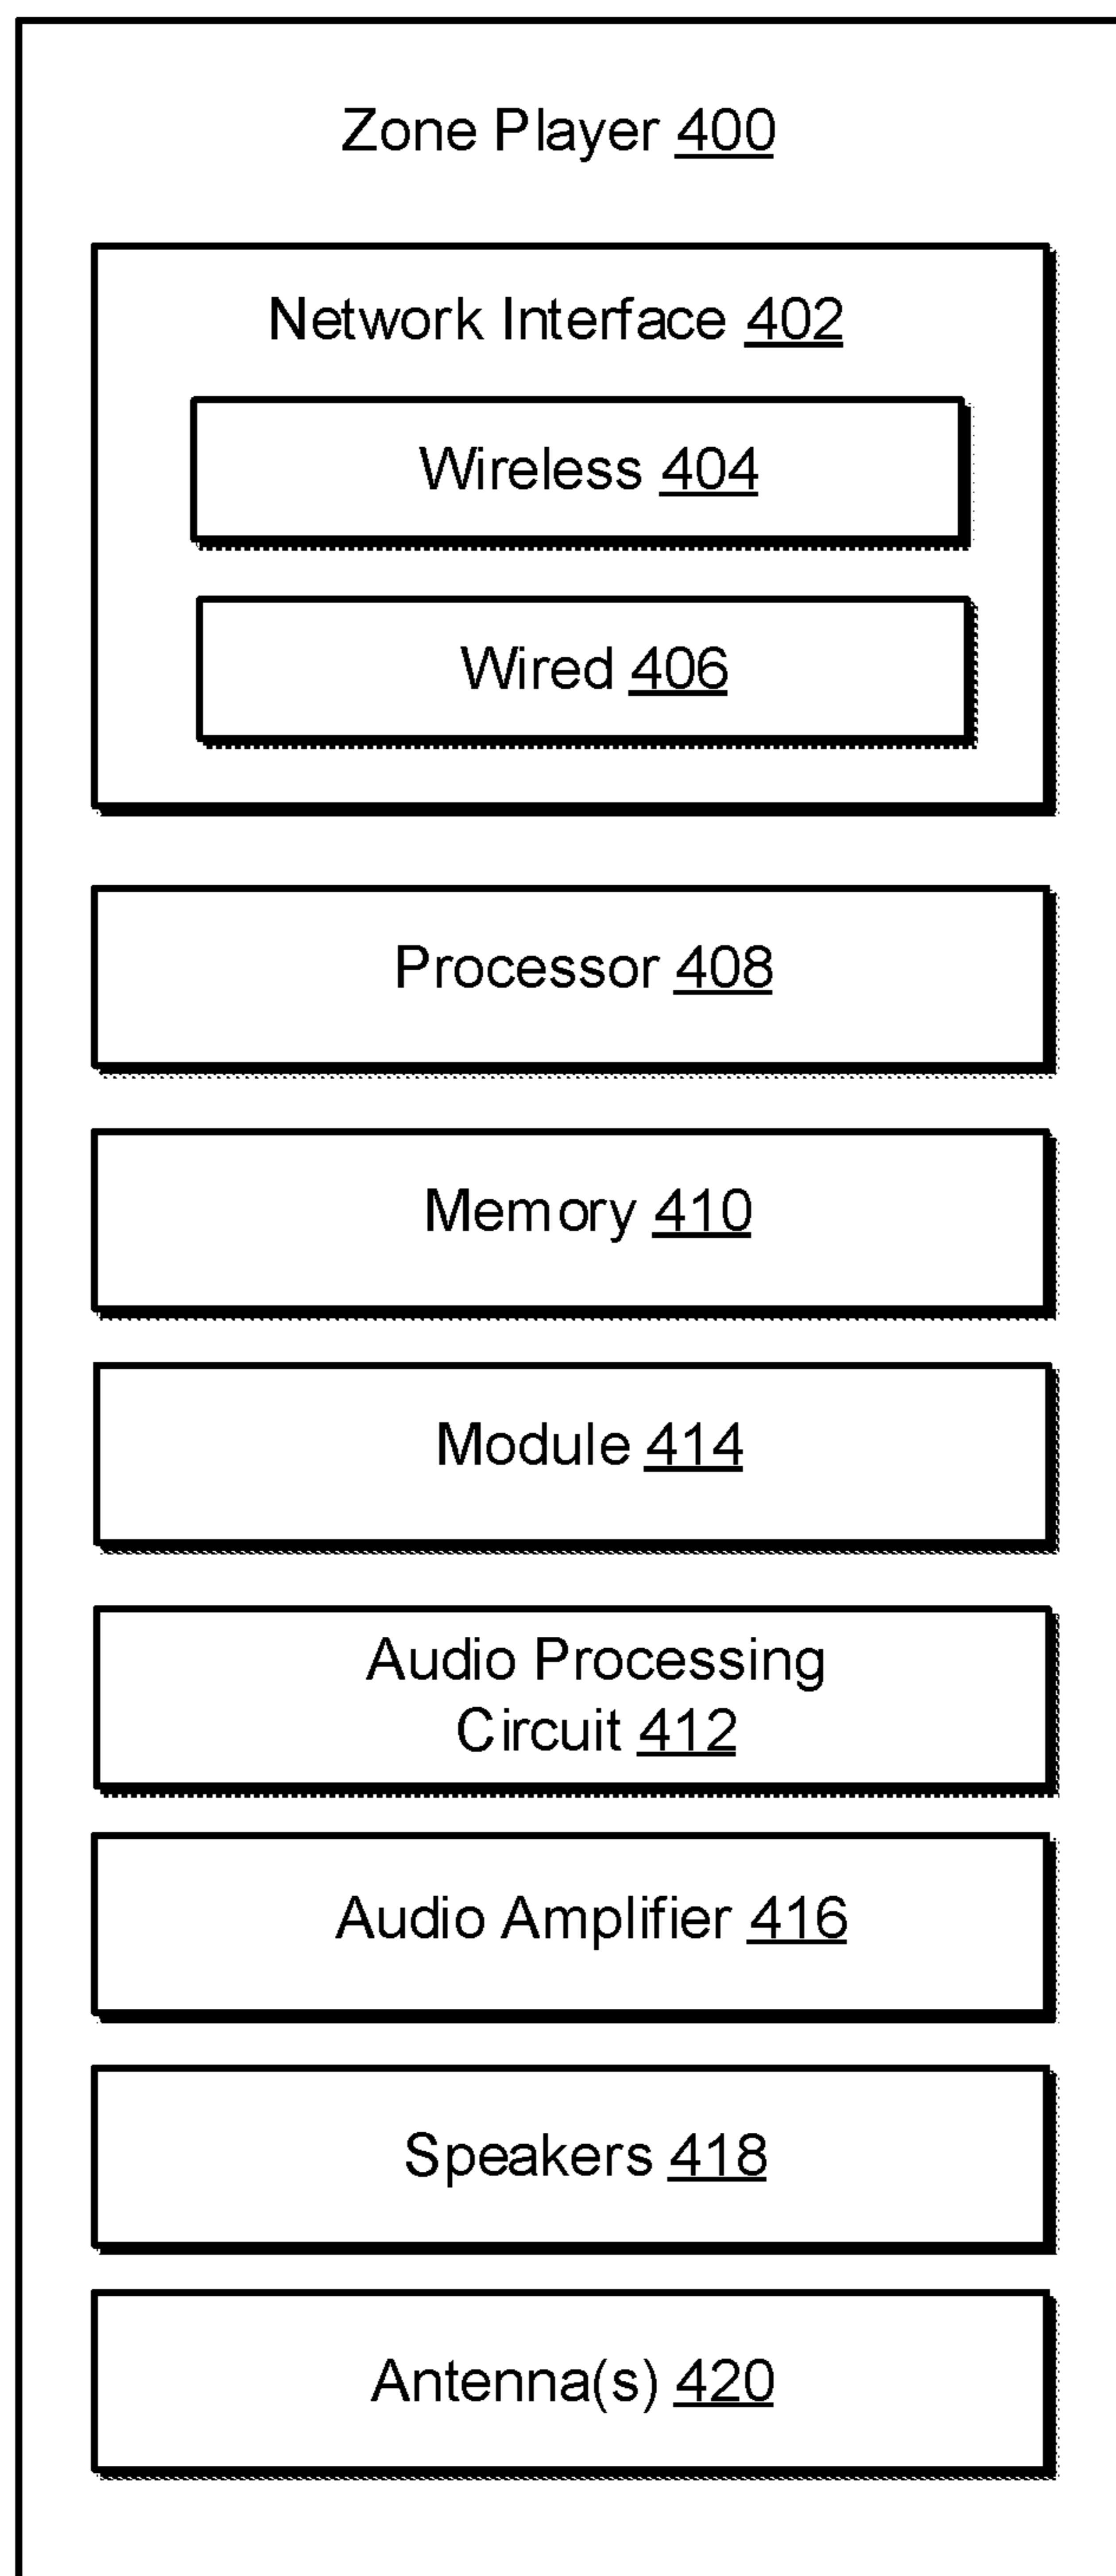 Zone Player 400
Network Interface 402
Wireless 404
Wired 406
Processor 408
Memory 410
Module 414
Audio Processing
Circuit 412
Audio Amplifier 416
Speakers 418
Antenna(s) 420